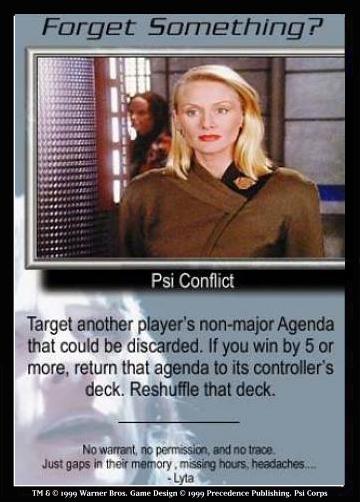 Forget Something?
Psi Conflict
Target another player's non-major Agenda
that could be discarded. If you win by 5 or
more, return that agenda to its controller's
deck. Reshuffle that deck.
No warrant, no permission, and no trace.
Just gaps in their memory , missing hours, headaches....
- Lyta
TM & © 1999 Warner Bros. Game Design © 1999 Precedence Publishing. Psi Corps